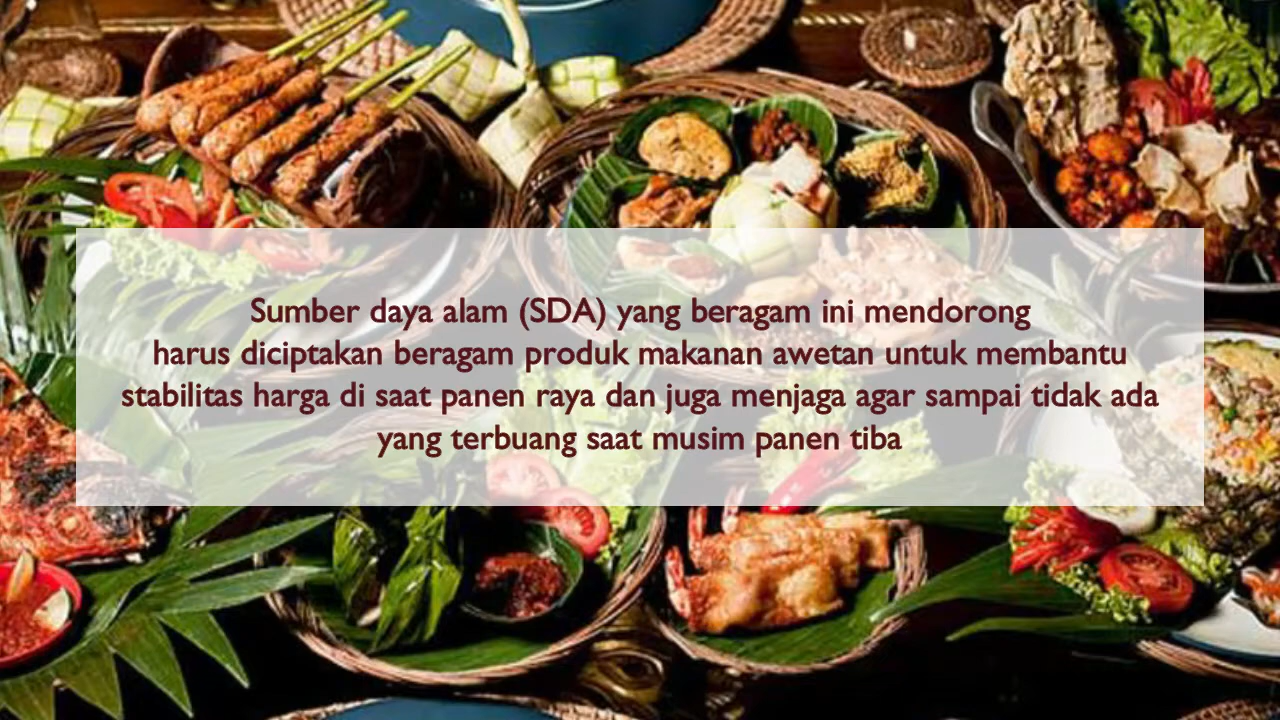 Sumber daya alam (SDA) yang beragam ini mendorong
harus diciptakan beragam produk makanan awetan untuk membantu
stabilitas harga di saat panen raya dan juga menjaga agar sampai tidak ada
yang terbuang saat musim panen tiba